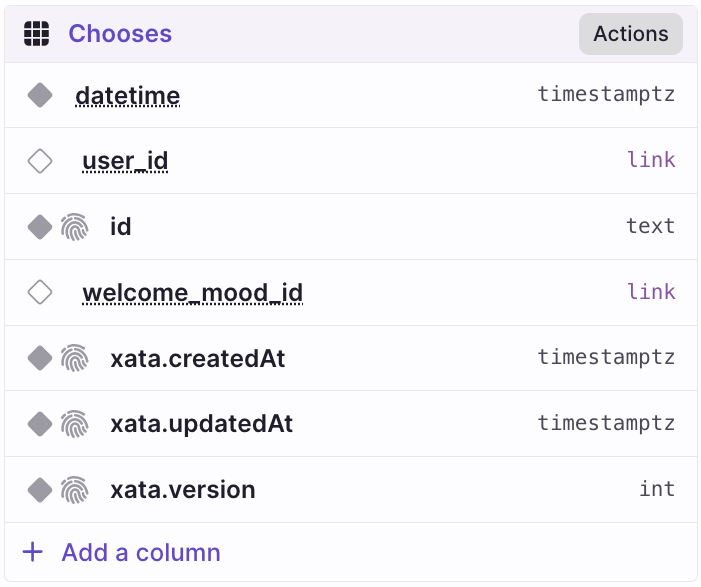 Chooses Actions
datetime timestamptz
user_id link
id text
welcome_mood_id link
xata.createdAt timestamptz
xata.updatedAt timestamptz
xata.version int
+ Add a column